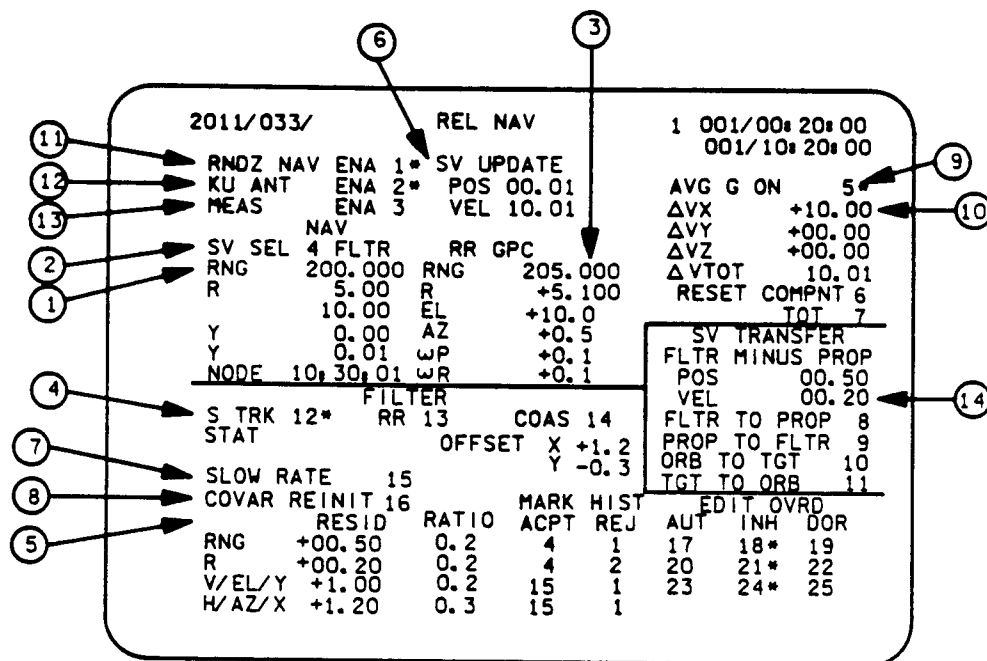 6
3
2011/033/ REL NAV 1 001/00:20:00
001/10:20:00
11 RNDZ NAV ENA 1* SV UPDATE 9
12 KU ANT ENA 2* POS 00.01 AVG G ON 5*
13 MEAS ENA 3 VEL 10.01 ΔVX +10.00 10
NAV ΔVY +00.00
2 SV SEL 4 FLTR RR GPC ΔVZ +00.00
1 RNG 200.000 RNG 205.000 ΔVTOT 10.01
R 5.00 R +5.100 RESET COMPNT 6
10.00 EL +10.0 TOT 7
Y 0.00 AZ +0.5 SV TRANSFER
Y 0.01 ωP +0.1 FLTR MINUS PROP
NODE 10:30:01 ωR +0.1 POS 00.50
4 FILTER VEL 00.20 14
S TRK 12* RR 13 COAS 14 FLTR TO PROP 8
STAT OFFSET X +1.2 PROP TO FLTR 9
Y -0.3 ORB TO TGT 10
7 SLOW RATE 15 TGT TO ORB 11
8 COVAR REINIT 16 MARK HIST EDIT OVRD
5 RESID RATIO ACPT REJ AUT INH DOR
RNG +00.50 0.2 4 1 17 18* 19
R +00.20 0.2 4 2 20 21* 22
V/EL/Y +1.00 0.2 15 1 23 24* 25
H/AZ/X +1.20 0.3 15 1